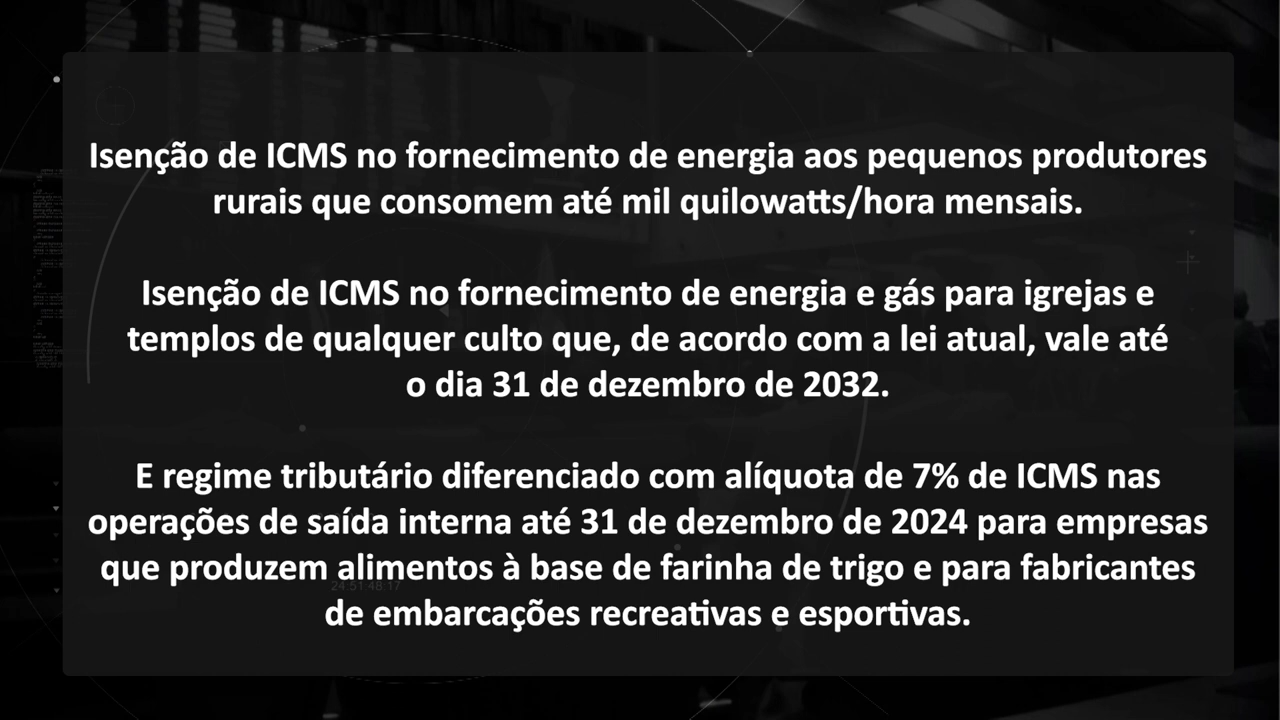 Isenção de ICMS no fornecimento de energia aos pequenos produtores
rurais que consomem até mil quilowatts/hora mensais.
Isenção de ICMS no fornecimento de energia e gás para igrejas e
templos de qualquer culto que, de acordo com a lei atual, vale até
o dia 31 de dezembro de 2032.
E regime tributário diferenciado com alíquota de 7% de ICMS nas
operações de saída interna até 31 de dezembro de 2024 para empresas
que produzem alimentos à base de farinha de trigo e para fabricantes
de embarcações recreativas e esportivas.